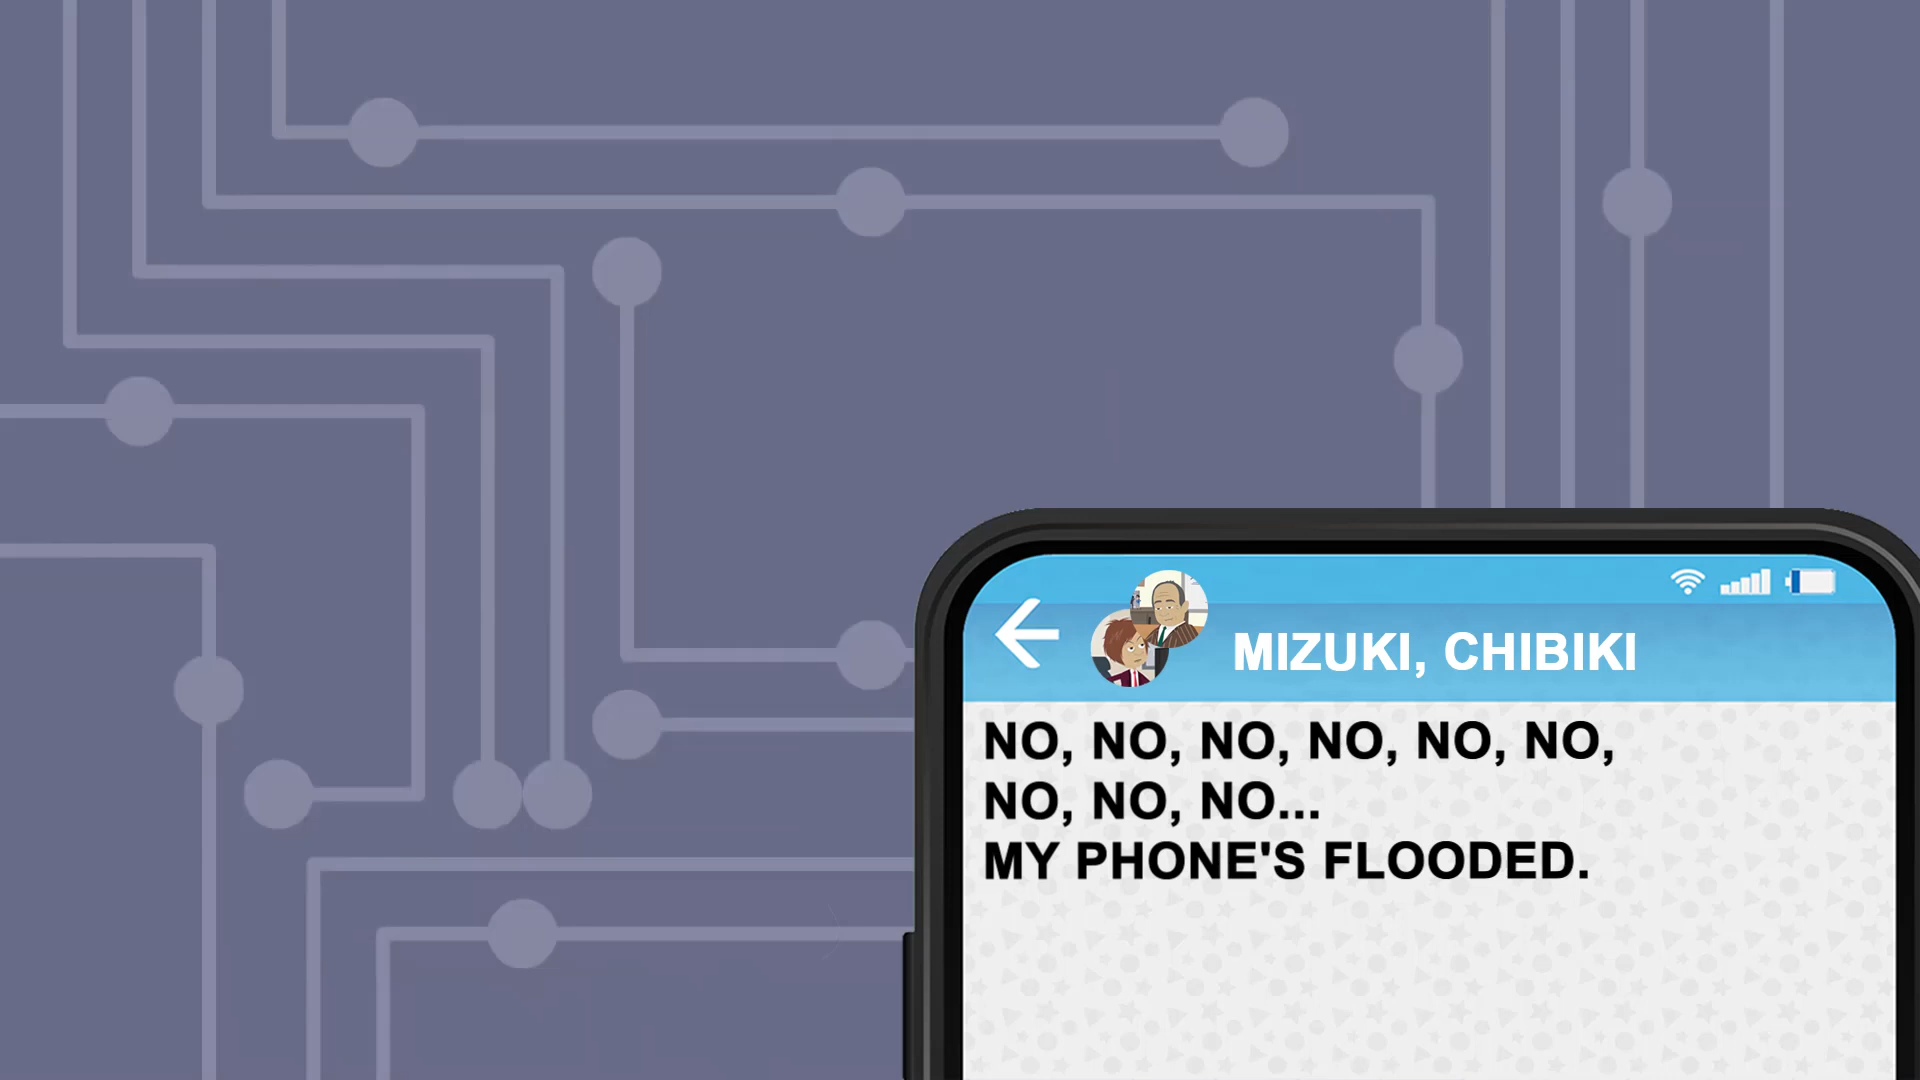 MIZUKI, CHIBIKI
NO, NO, NO, NO, NO, NO,
NO, NO, NO...
MY PHONE'S FLOODED.